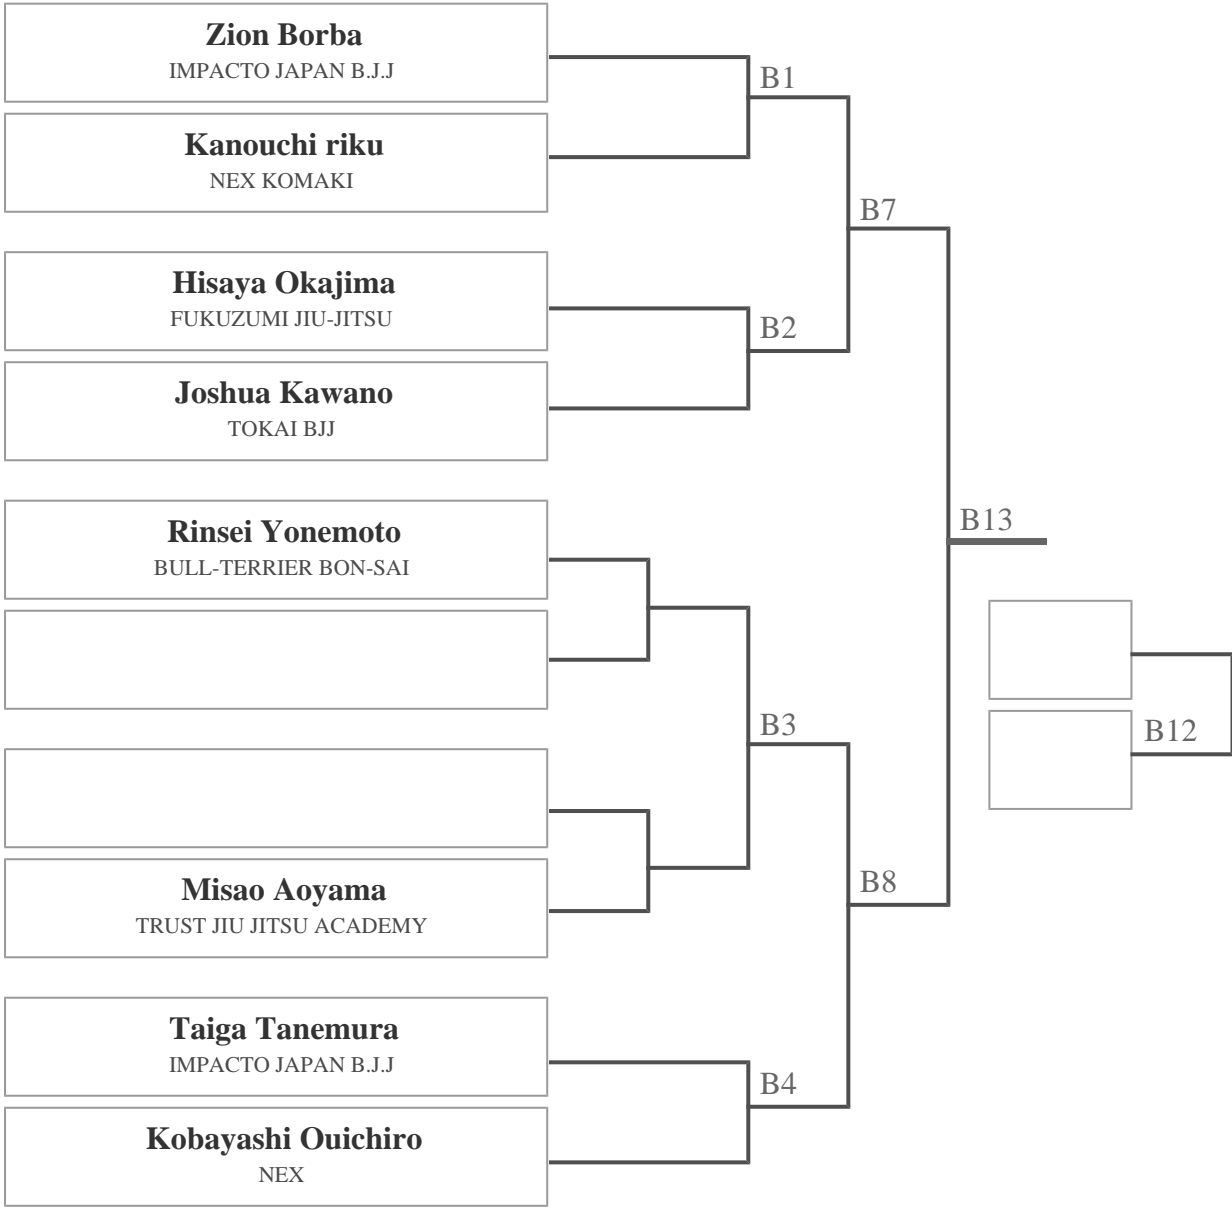 Zion Borba
IMPACTO JAPAN B.J.J
B1
Kanouchi riku
NEX KOMAKI
B7
Hisaya Okajima
FUKUZUMI JIU-JITSU
B2
Joshua Kawano
TOKAI BJJ
Rinsei Yonemoto
BULL-TERRIER BON-SAI
B13
B3
B12
Misao Aoyama
TRUST JIU JITSU ACADEMY
B8
Taiga Tanemura
IMPACTO JAPAN B.J.J
B4
Kobayashi Ouichiro
NEX